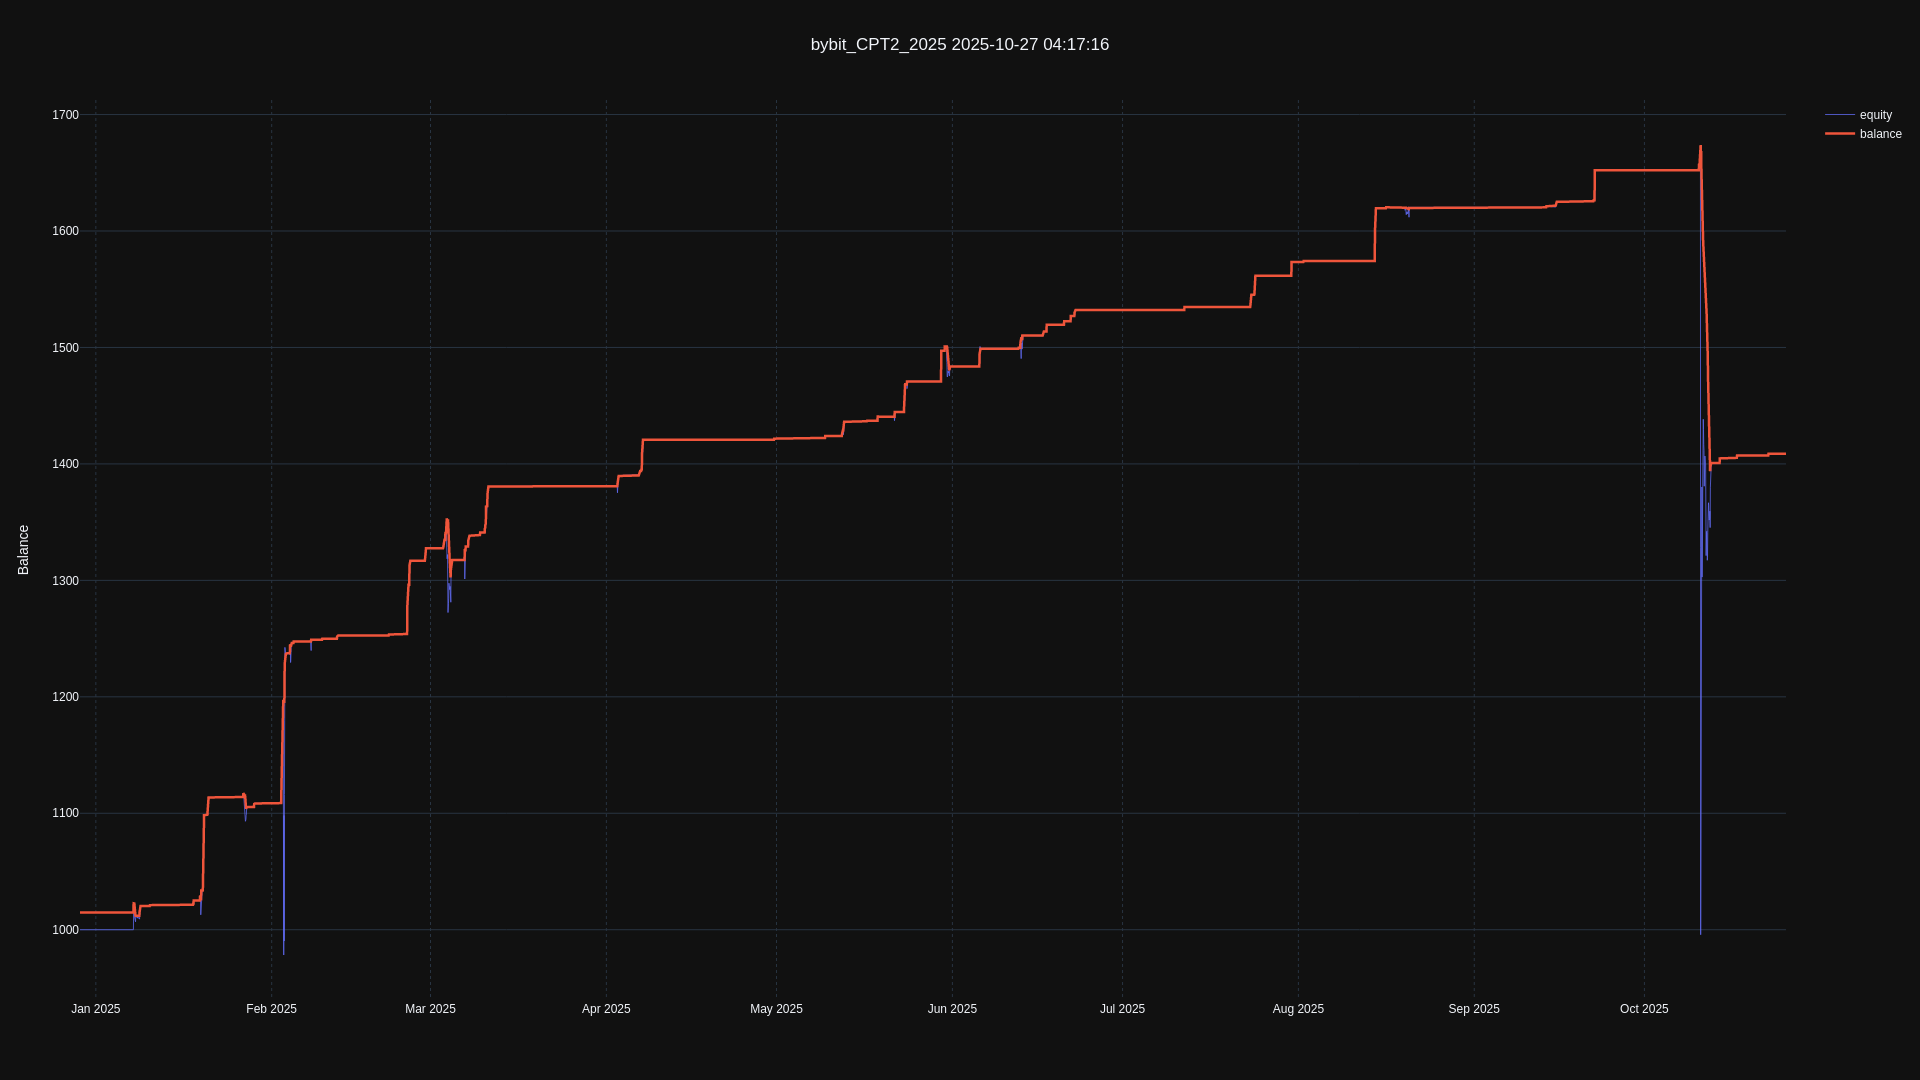 bybit_CPT2_2025 2025-10-27 04:17:16
equity
balance
1700
1600
1500
1400
1300
1200
1100
1000
Balance
Jan 2025
Feb 2025
Mar 2025
Apr 2025
May 2025
Jun 2025
Jul 2025
Aug 2025
Sep 2025
Oct 2025